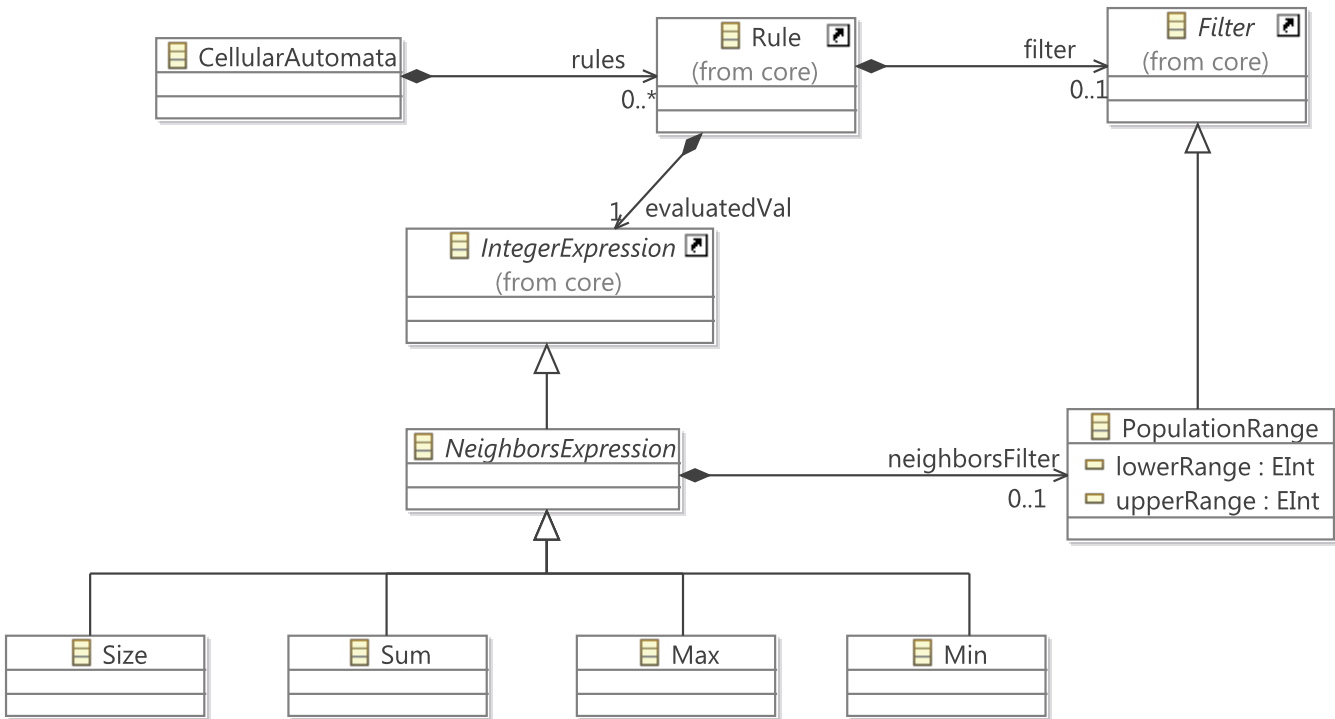 CellularAutomata
rules
0..*
Rule
(from core)
filter
0..1
Filter
(from core)
1
evaluatedVal
IntegerExpression
(from core)
NeighborsExpression
neighborsFilter
0..1
PopulationRange
lowerRange : EInt
upperRange : EInt
Size
Sum
Max
Min